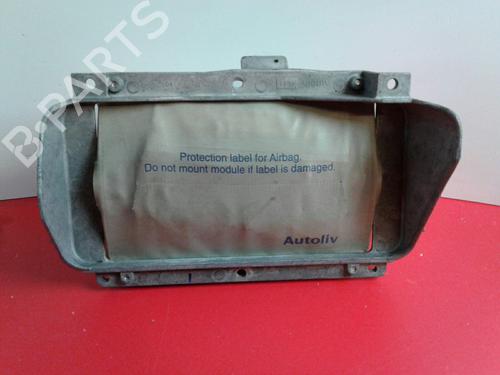 B-PARTS
Protection label for Airbag.
Do not mount module if label is damaged.
Autoliv